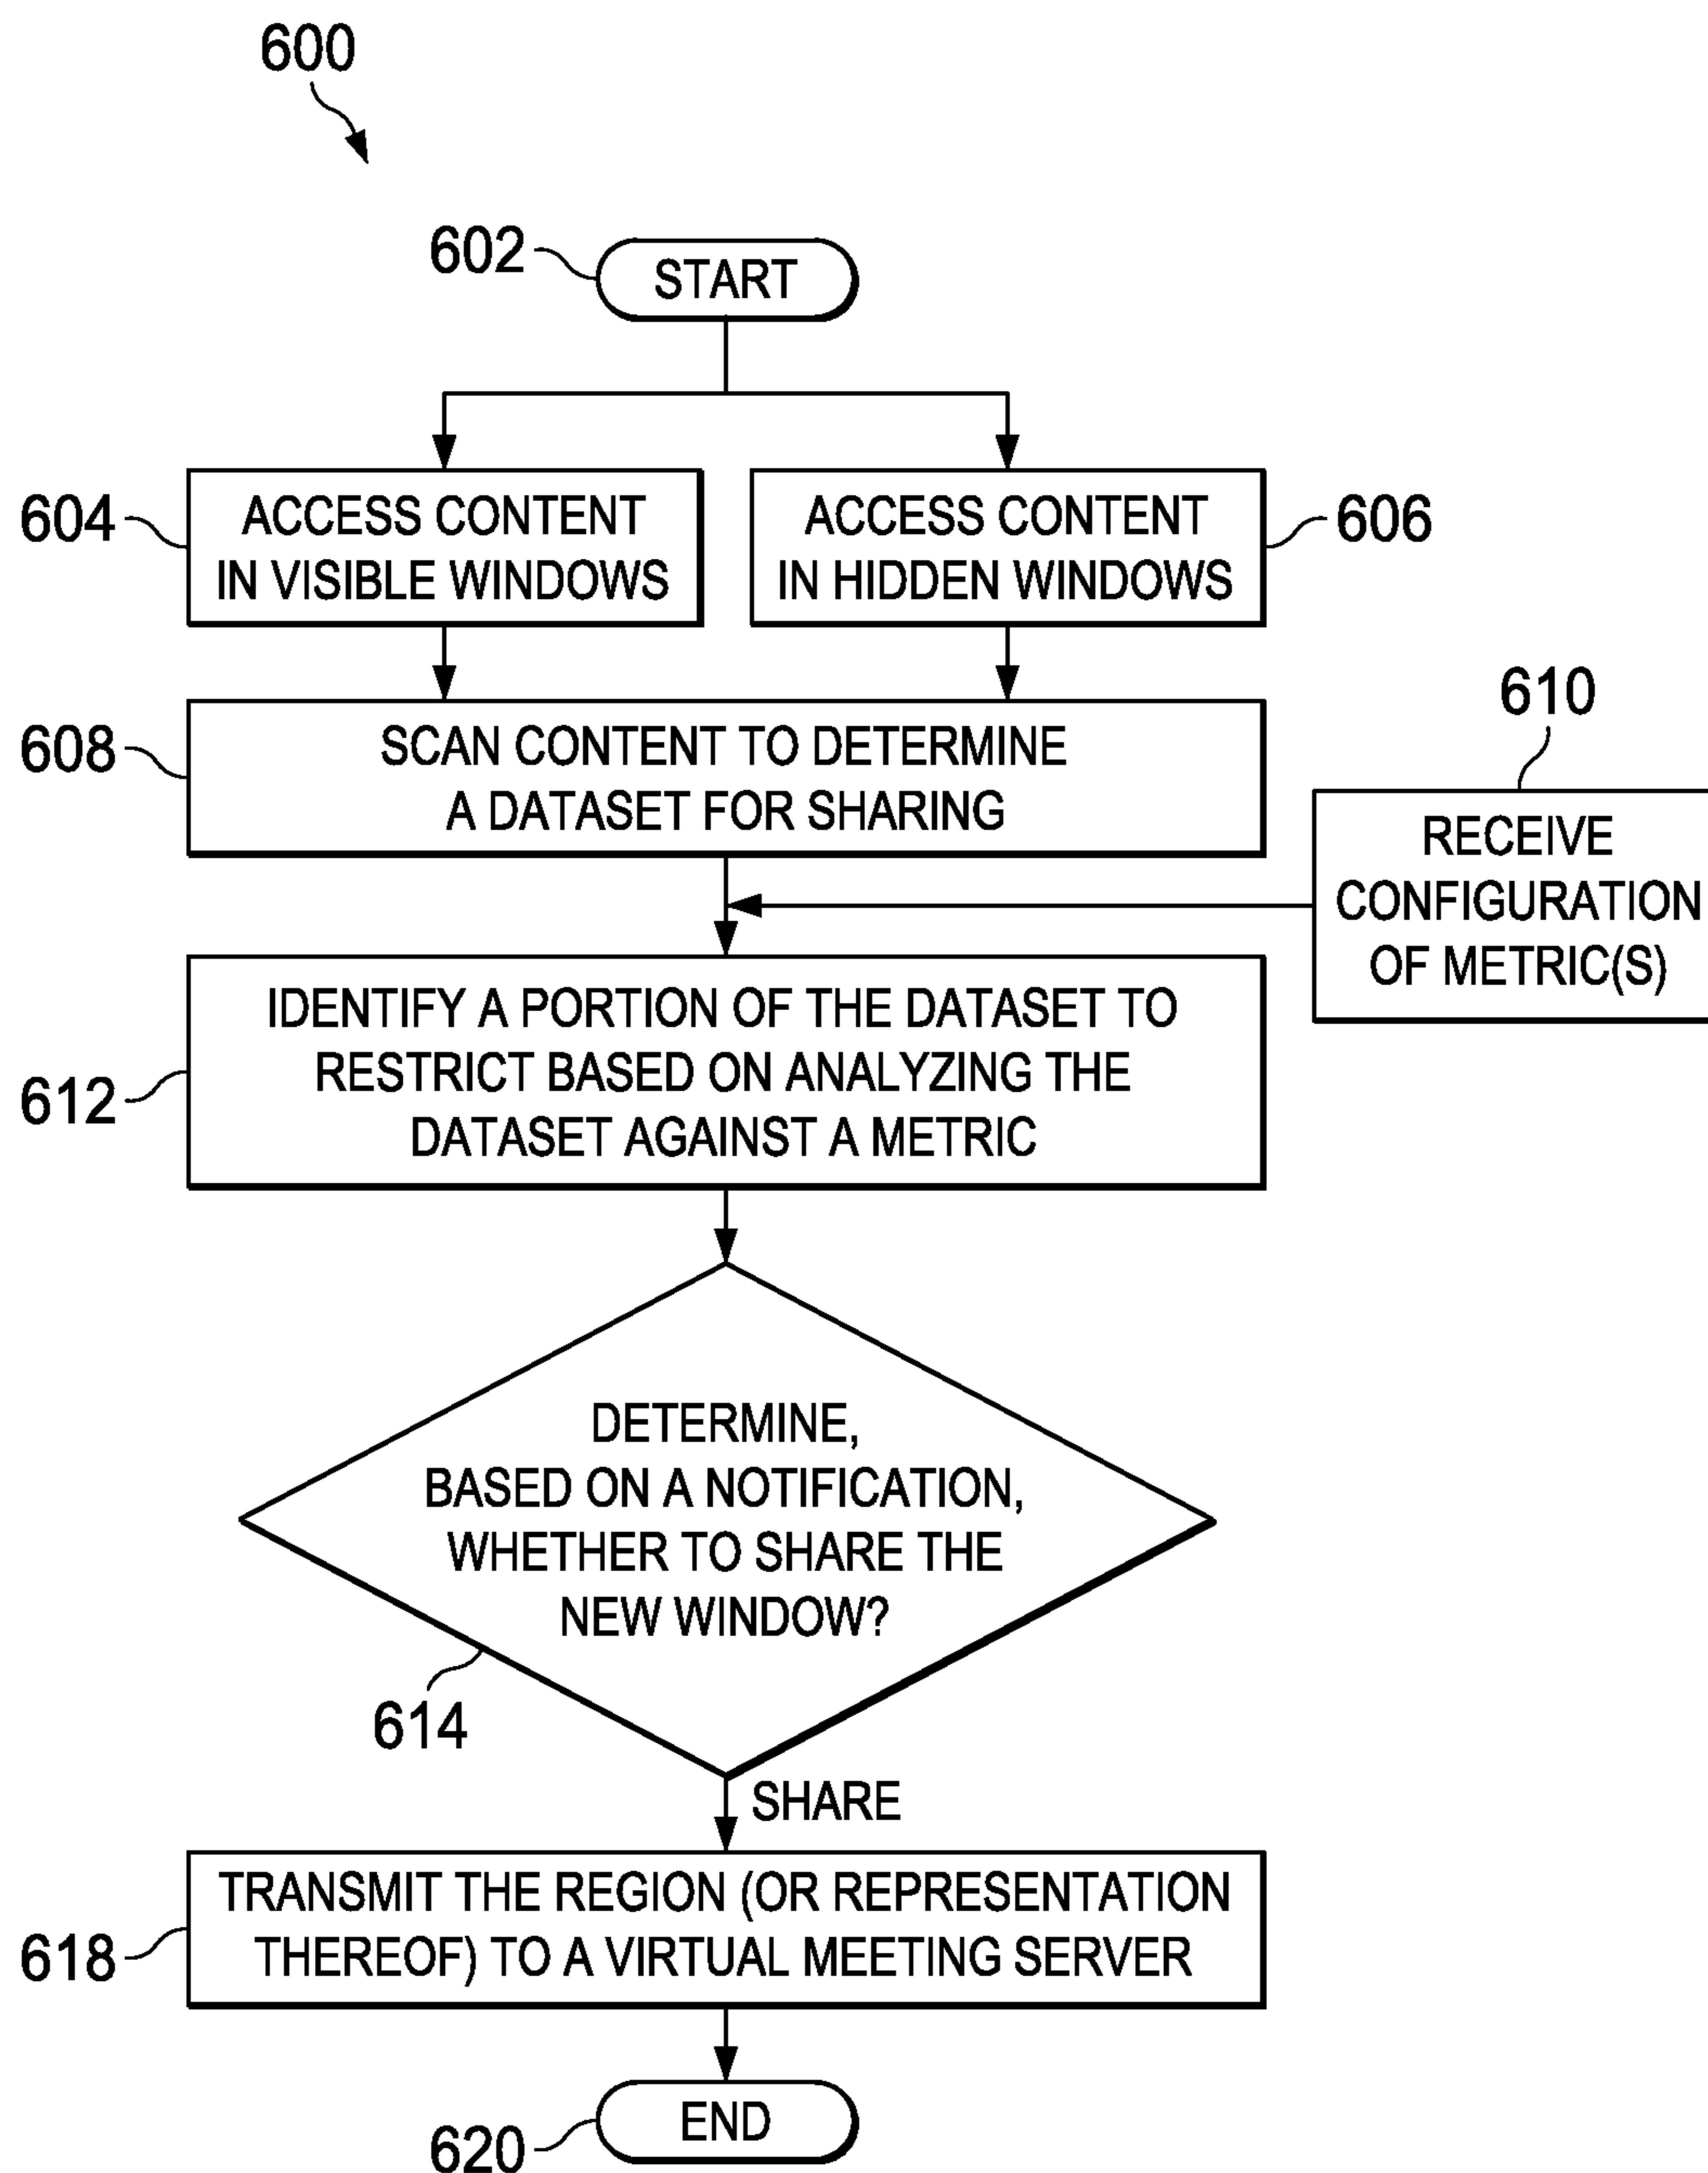 600
602
START
604
ACCESS CONTENT
IN VISIBLE WINDOWS
ACCESS CONTENT
IN HIDDEN WINDOWS
606
608
SCAN CONTENT TO DETERMINE
A DATASET FOR SHARING
610
RECEIVE
CONFIGURATION
OF METRIC(S)
612
IDENTIFY A PORTION OF THE DATASET TO
RESTRICT BASED ON ANALYZING THE
DATASET AGAINST A METRIC
DETERMINE,
BASED ON A NOTIFICATION,
WHETHER TO SHARE THE
NEW WINDOW?
614
SHARE
618
TRANSMIT THE REGION (OR REPRESENTATION
THEREOF) TO A VIRTUAL MEETING SERVER
620
END